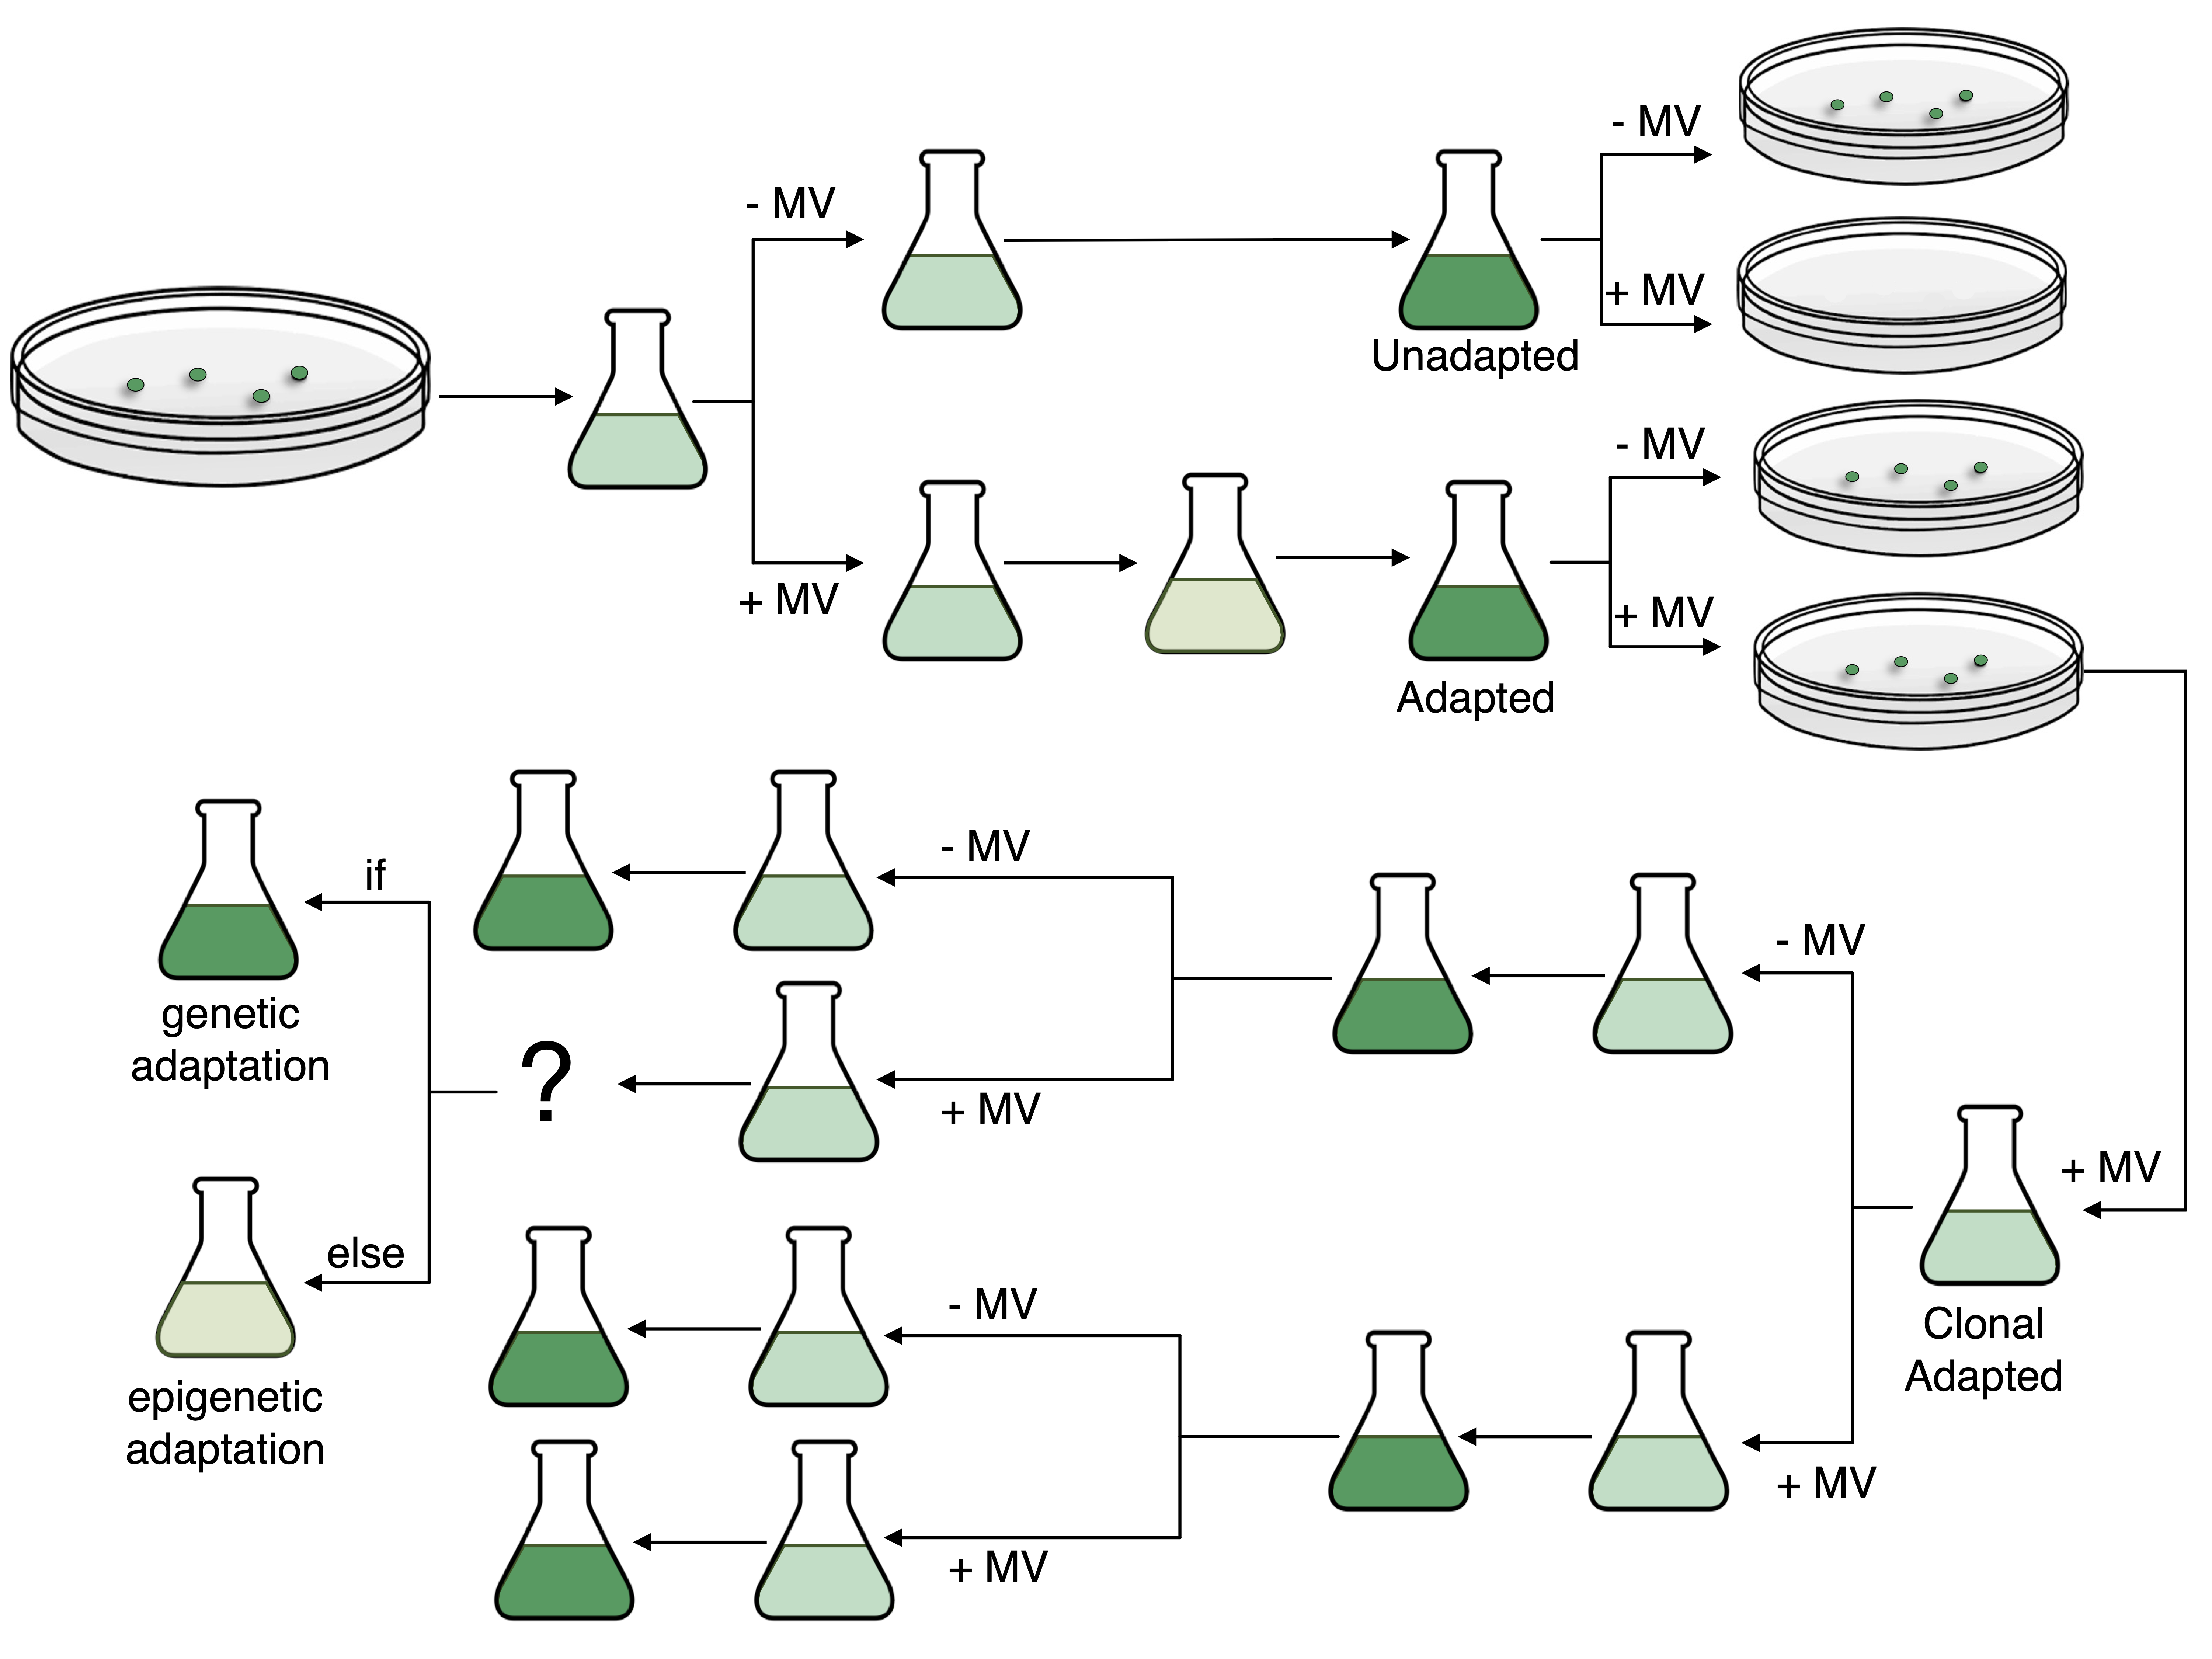 - MV
- MV
+ MV
Unadapted
- MV
+ MV
+ MV
Adapted
- MV
if
- MV
genetic
adaptation
?
+ MV
+ MV
else
- MV
Clonal
Adapted
epigenetic
adaptation
+ MV
+ MV